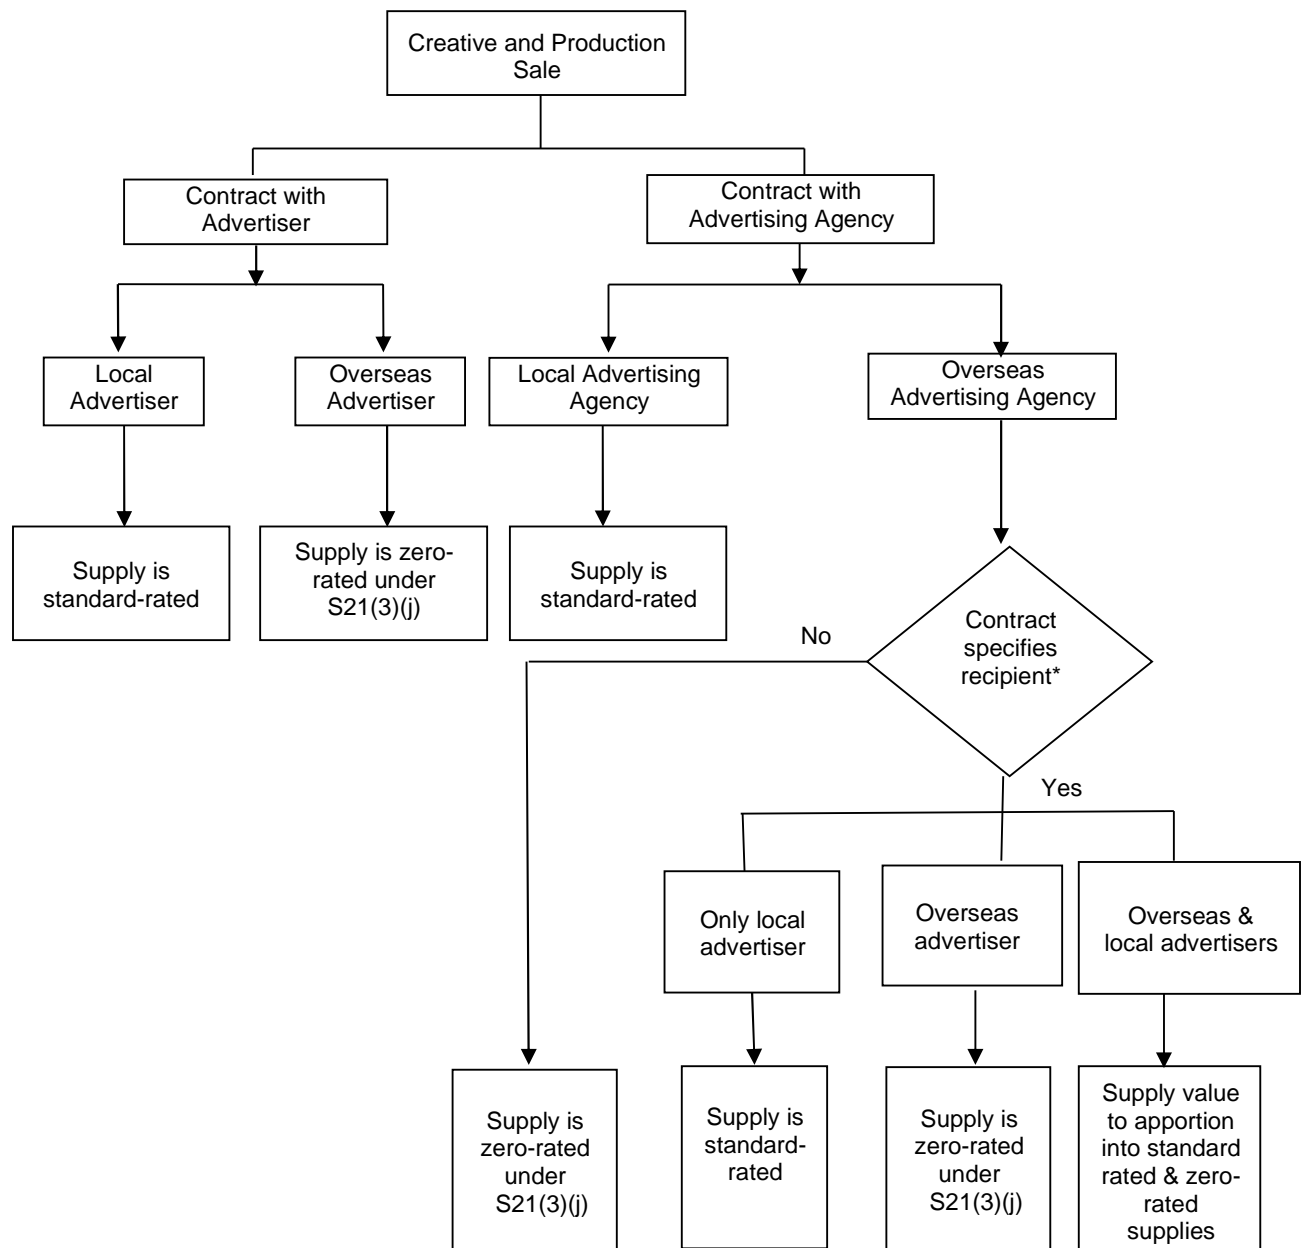 Creative and Production
Sale
Contract with
Advertiser
Contract with
Advertising Agency
Local
Advertiser
Overseas
Advertiser
Local Advertising
Agency
Overseas
Advertising Agency
Supply is
standard-rated
Supply is zero-
rated under
S21(3)(j)
Supply is
standard-rated
Contract
specifies
recipient*
No
Yes
Only local
advertiser
Overseas
advertiser
Overseas &
local advertisers
Supply is
zero-rated
under
S21(3)(j)
Supply is
standard-
rated
Supply is
zero-rated
under
S21(3)(j)
Supply value
to apportion
into standard
rated & zero-
rated
supplies